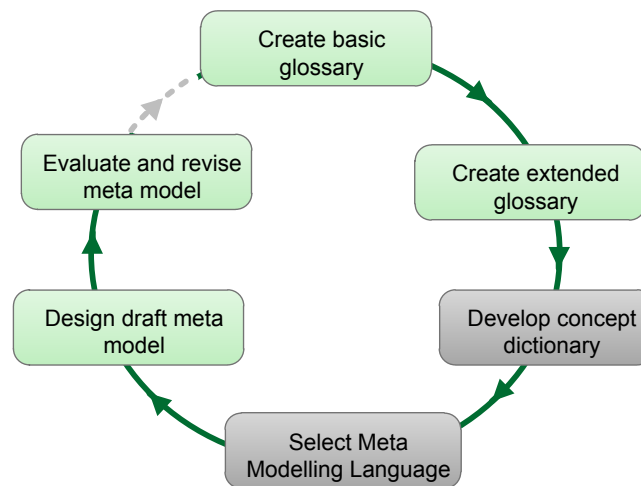 Create basic
glossary
Create extended
glossary
Develop concept
dictionary
Select Meta
Modelling Language
Design draft meta
model
Evaluate and revise
meta model